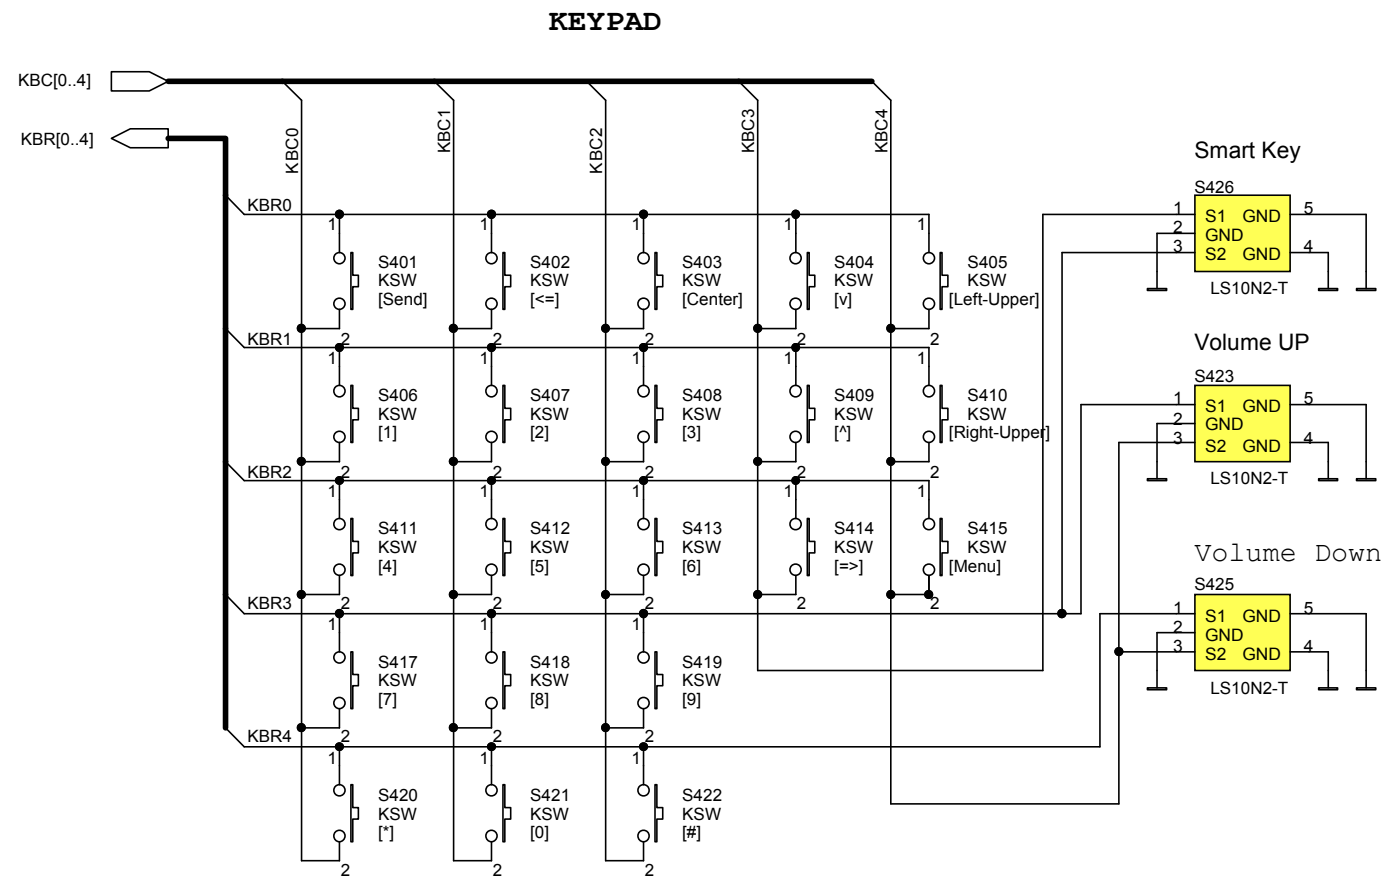 KEYPAD
KBC[0..4]
KBR[0..4]
KBC0
KBC1
KBC2
KBC3
KBC4
KBR0
1
1
1
1
1
S401
KSW
[Send]
S402
KSW
[<=]
S403
KSW
[Center]
S404
KSW
[v]
S405
KSW
[Left-Upper]
2
2
2
2
2
KBR1
1
1
1
1
1
S406
KSW
[1]
S407
KSW
[2]
S408
KSW
[3]
S409
KSW
[^]
S410
KSW
[Right-Upper]
2
2
2
2
2
KBR2
1
1
1
1
1
S411
KSW
[4]
S412
KSW
[5]
S413
KSW
[6]
S414
KSW
[=>]
S415
KSW
[Menu]
2
2
2
2
2
KBR3
1
1
1
S417
KSW
[7]
S418
KSW
[8]
S419
KSW
[9]
2
2
2
KBR4
1
1
1
S420
KSW
[*]
S421
KSW
[0]
S422
KSW
[#]
2
2
2
Smart Key
S426
1 S1 GND 5
2 GND
3 S2 GND 4
LS10N2-T
Volume UP
S423
1 S1 GND 5
2 GND
3 S2 GND 4
LS10N2-T
Volume Down
S425
1 S1 GND 5
2 GND
3 S2 GND 4
LS10N2-T